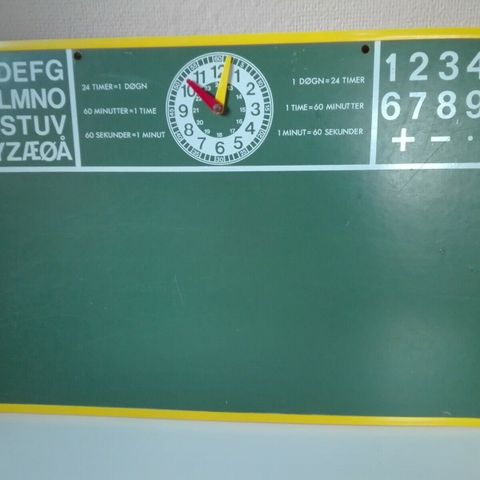 DEFG
LMNO
STUV
YZÆØÅ
24 TIMER=1 DØGN
60 MINUTTER=1 TIME
60 SEKUNDER=1 MINUT
12
1
2
3
4
5
6
7
8
9
10
11
1 DØGN=24 TIMER
1 TIME=60 MINUTTER
1 MINUT=60 SEKUNDER
1234
6789
+ - ·